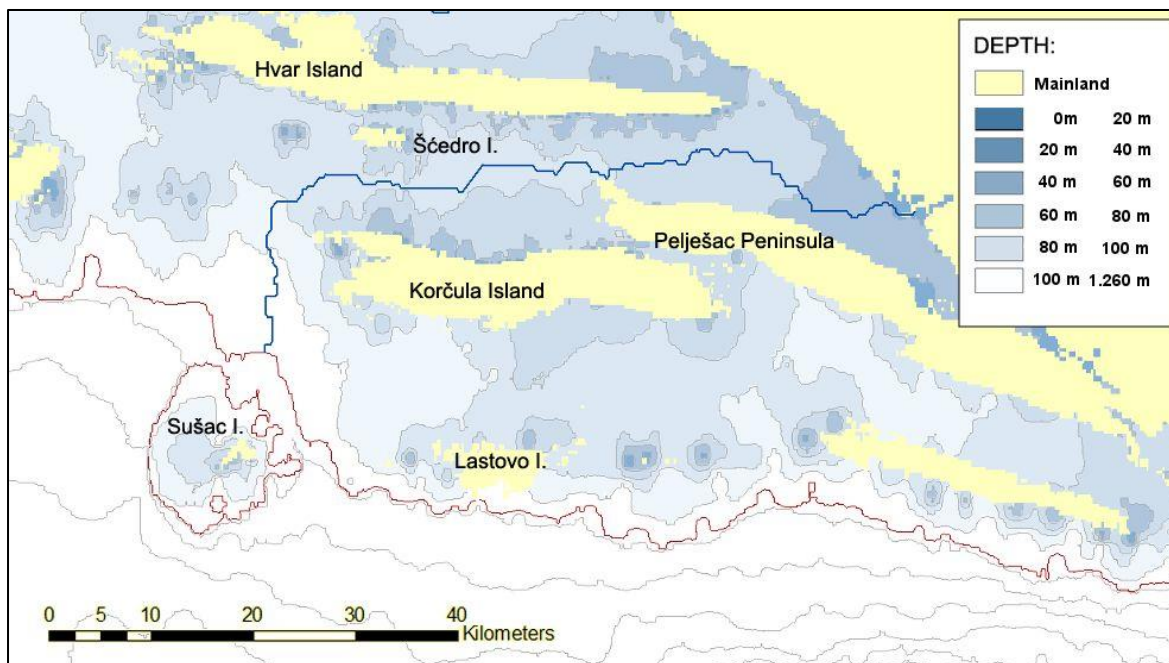 Hvar Island
Šćedro I.
Pelješac Peninsula
Korčula Island
Sušac I.
Lastovo I.
DEPTH:
Mainland
0m 20 m
20 m 40 m
40 m 60 m
60 m 80 m
80 m 100 m
100 m 1.260 m
0 5 10 20 30 40
Kilometers